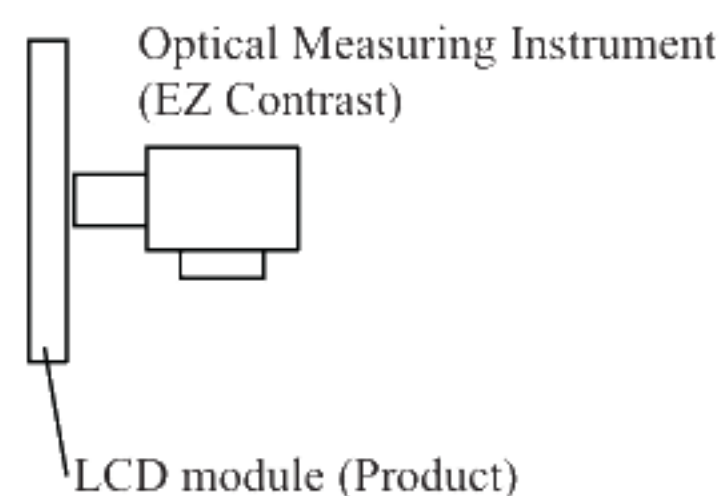 Optical Measuring Instrument
(EZ Contrast)
LCD module (Product)